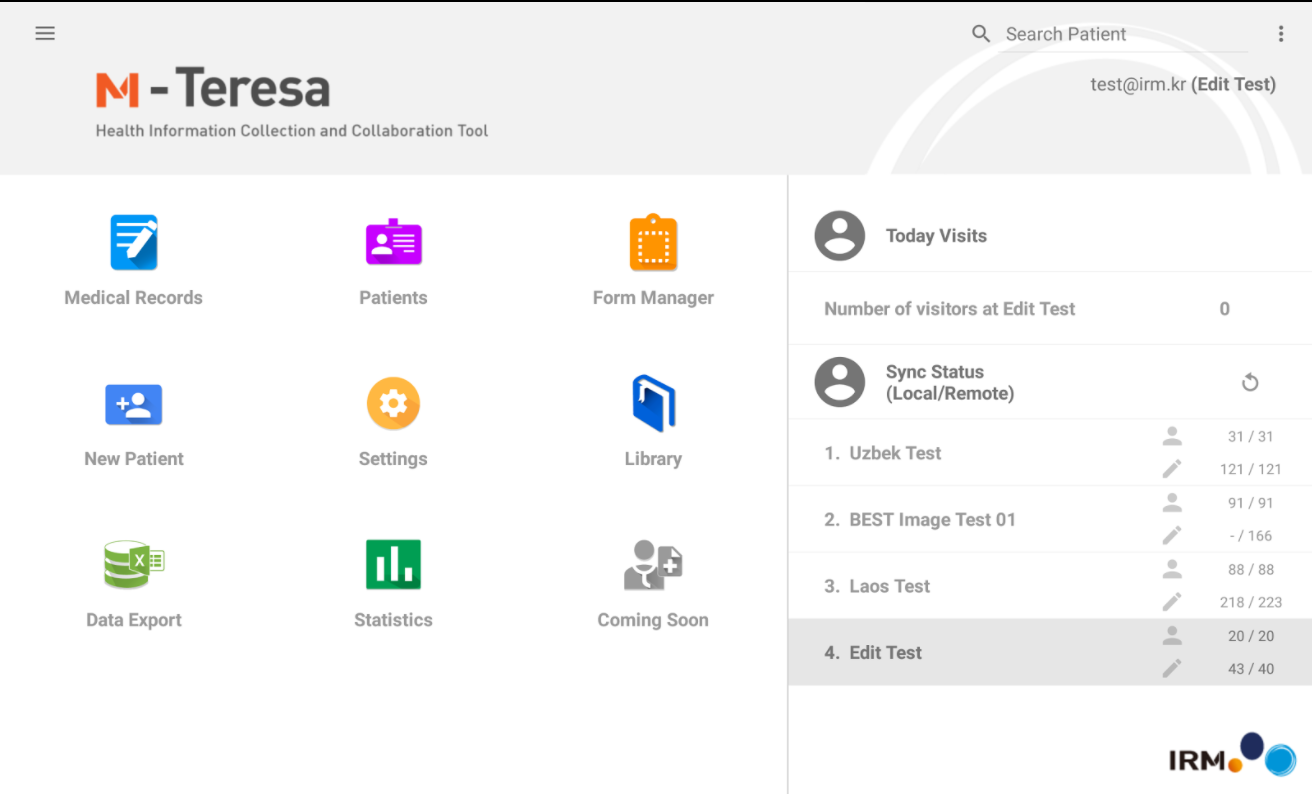 Search Patient
M - Teresa
test@irm.kr (Edit Test)
Health Information Collection and Collaboration Tool
Medical Records
Patients
Form Manager
New Patient
Settings
Library
X
Data Export
Statistics
Coming Soon
Today Visits
Number of visitors at Edit Test 0
Sync Status
(Local/Remote)
1. Uzbek Test
31 / 31
121 / 121
2. BEST Image Test 01
91 / 91
- / 166
3. Laos Test
88 / 88
218 / 223
4. Edit Test
20 / 20
43 / 40
IRM